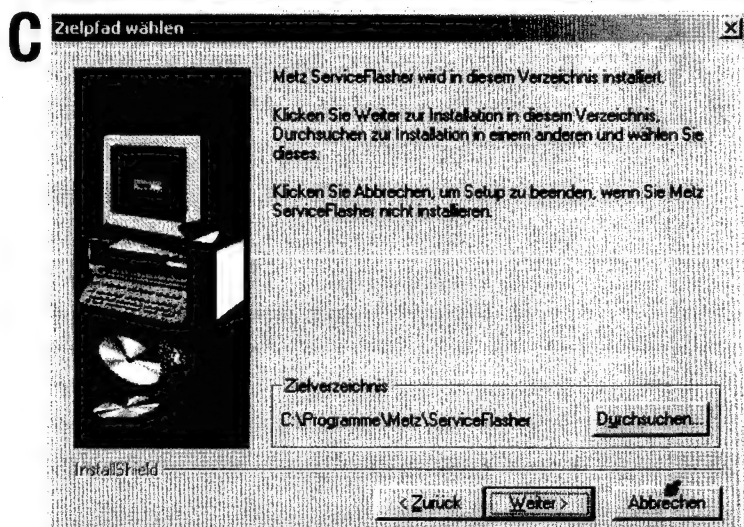 C
Zielpfad wählen
Metz ServiceFlasher wird in diesem Verzeichnis installiert.
Klicken Sie Weiter zur Installation in diesem Verzeichnis,
Durchsuchen zur Installation in einem anderen und wählen Sie
dieses.
Klicken Sie Abbrechen, um Setup zu beenden, wenn Sie Metz
ServiceFlasher nicht installieren.
Zielverzeichnis
C:\Programme\Metz\ServiceFlasher
Durchsuchen...
InstallShield
< Zurück
Weiter >
Abbrechen